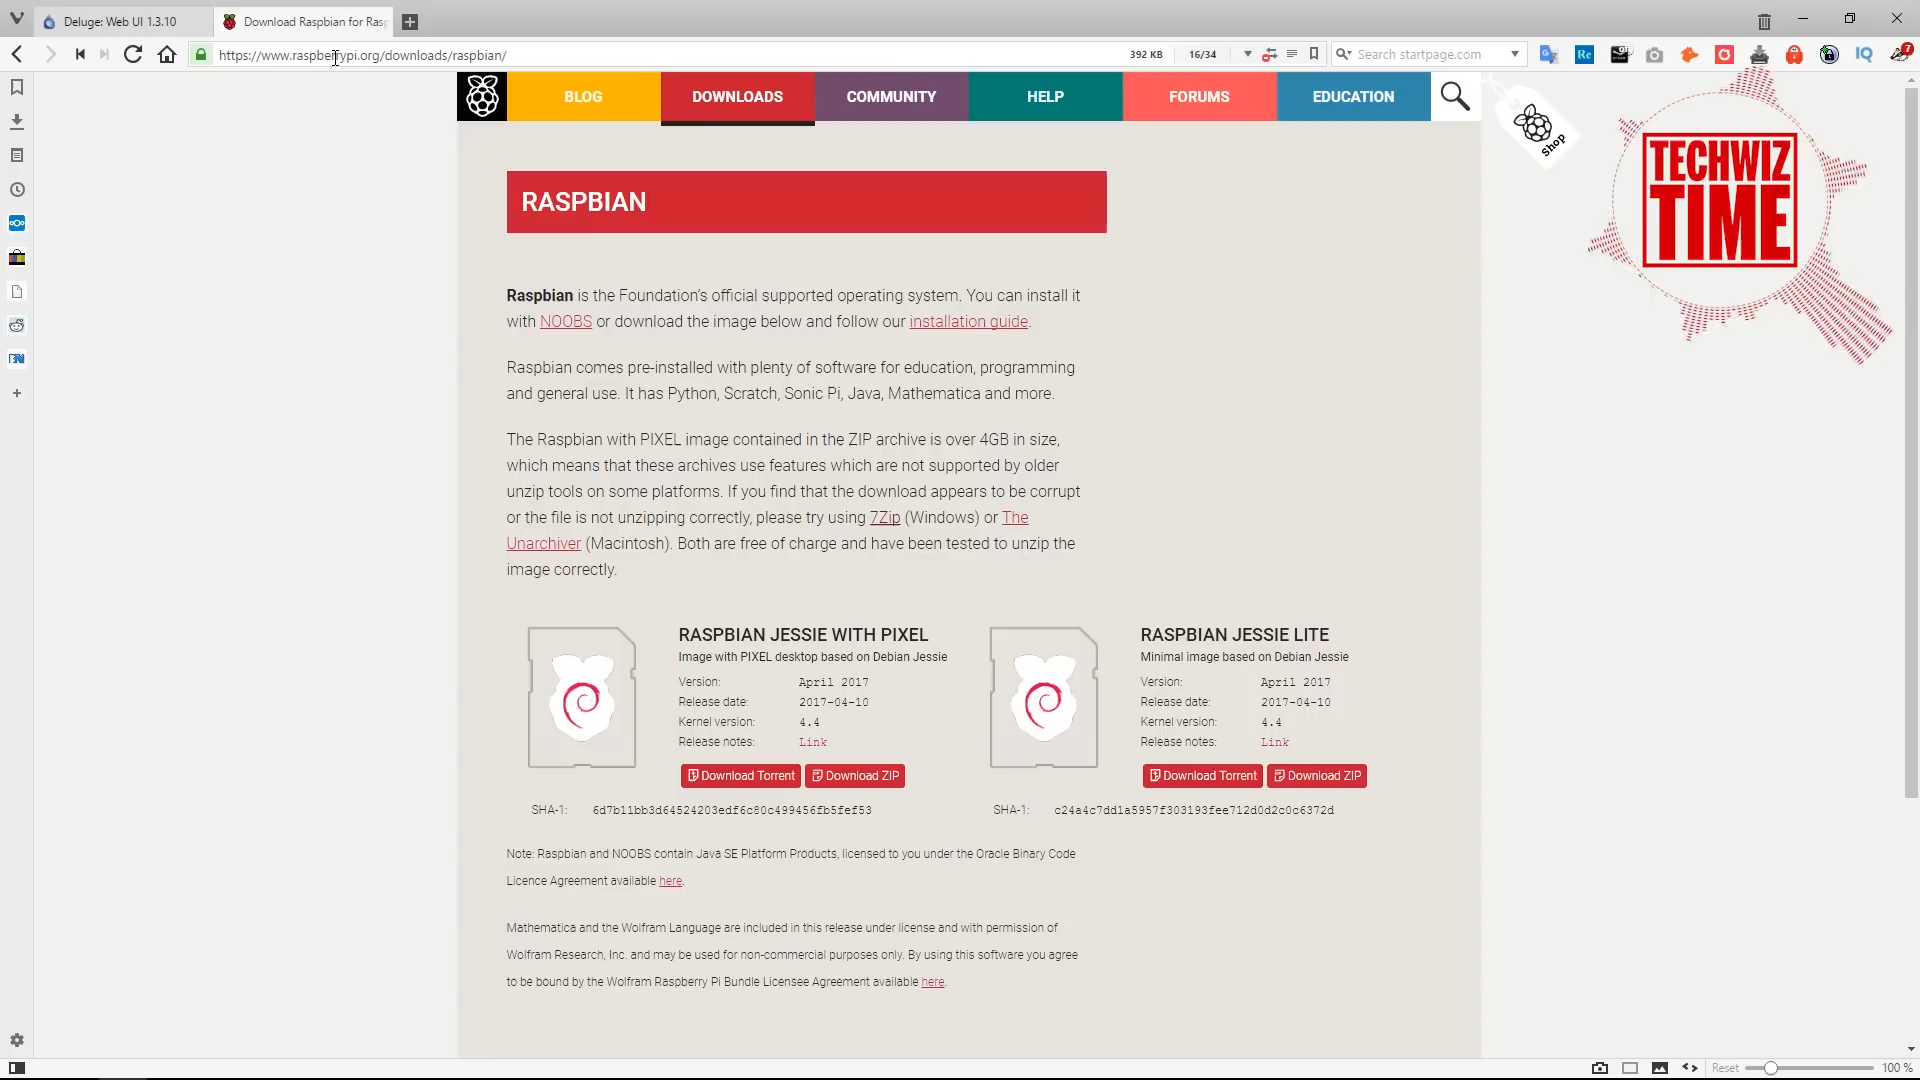 Deluge: Web UI 1.3.10
Download Raspbian for Rasp
https://www.raspberrypi.org/downloads/raspbian/
392 KB
16/34
Search startpage.com
Re
IQ
7
BLOG
DOWNLOADS
COMMUNITY
HELP
FORUMS
EDUCATION
Shop
TECHWIZ
TIME
RASPBIAN
Raspbian is the Foundation's official supported operating system. You can install it
with NOOBS or download the image below and follow our installation guide.
Raspbian comes pre-installed with plenty of software for education, programming
and general use. It has Python, Scratch, Sonic Pi, Java, Mathematica and more.
The Raspbian with PIXEL image contained in the ZIP archive is over 4GB in size,
which means that these archives use features which are not supported by older
unzip tools on some platforms. If you find that the download appears to be corrupt
or the file is not unzipping correctly, please try using 7Zip (Windows) or The
Unarchiver (Macintosh). Both are free of charge and have been tested to unzip the
image correctly.
RASPBIAN JESSIE WITH PIXEL
Image with PIXEL desktop based on Debian Jessie
Version: April 2017
Release date: 2017-04-10
Kernel version: 4.4
Release notes: Link
Download Torrent
Download ZIP
SHA-1: 6d7b11bb3d64524203edf6c80c499456fb5fef53
RASPBIAN JESSIE LITE
Minimal image based on Debian Jessie
Version: April 2017
Release date: 2017-04-10
Kernel version: 4.4
Release notes: Link
Download Torrent
Download ZIP
SHA-1: c24a4c7dd1a5957f303193fee712d0d2c0c6372d
Note: Raspbian and NOOBS contain Java SE Platform Products, licensed to you under the Oracle Binary Code
Licence Agreement available here.
Mathematica and the Wolfram Language are included in this release under license and with permission of
Wolfram Research, Inc. and may be used for non-commercial purposes only. By using this software you agree
to be bound by the Wolfram Raspberry Pi Bundle Licensee Agreement available here.
Reset
100 %